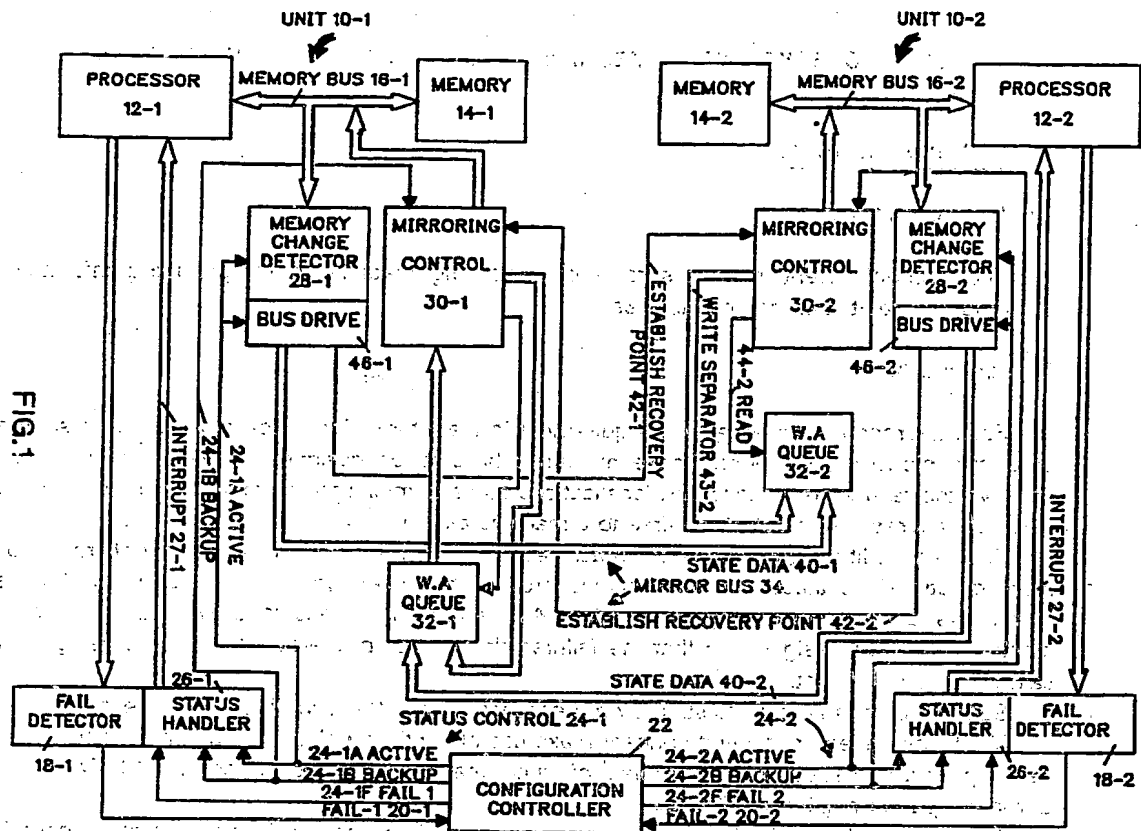 UNIT 10-1
UNIT 10-2
PROCESSOR
12-1
MEMORY BUS 16-1
MEMORY
14-1
MEMORY
14-2
MEMORY BUS 16-2
PROCESSOR
12-2
MEMORY
CHANGE
DETECTOR
28-1
BUS DRIVE
46-1
MIRRORING
CONTROL
30-1
MIRRORING
CONTROL
30-2
MEMORY
CHANGE
DETECTOR
28-2
BUS DRIVE
46-2
ESTABLISH RECOVERY
POINT 42-1
WRITE SEPARATOR 43-2
44-2 READ
W.A
QUEUE
32-2
FIG.1
INTERRUPT 27-1
24-1B BACKUP
24-1A ACTIVE
INTERRUPT 27-2
STATE DATA 40-1
MIRROR BUS 34
W.A
QUEUE
32-1
ESTABLISH RECOVERY POINT 42-2
STATE DATA 40-2
26-1
FAIL
DETECTOR
STATUS
HANDLER
18-1
STATUS CONTROL 24-1
22
24-2
STATUS
HANDLER
FAIL
DETECTOR
26-2
18-2
24-1A ACTIVE
24-1B BACKUP
24-1F FAIL 1
FAIL-1 20-1
CONFIGURATION
CONTROLLER
24-2A ACTIVE
24-2B BACKUP
24-2F FAIL 2
FAIL-2 20-2